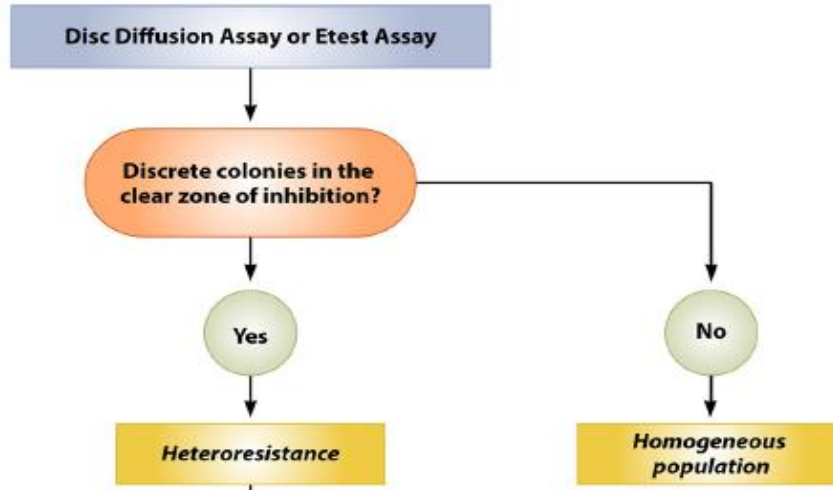 Disc Diffusion Assay or Etest Assay
Discrete colonies in the
clear zone of inhibition?
Yes
No
Heteroresistance
Homogeneous
population